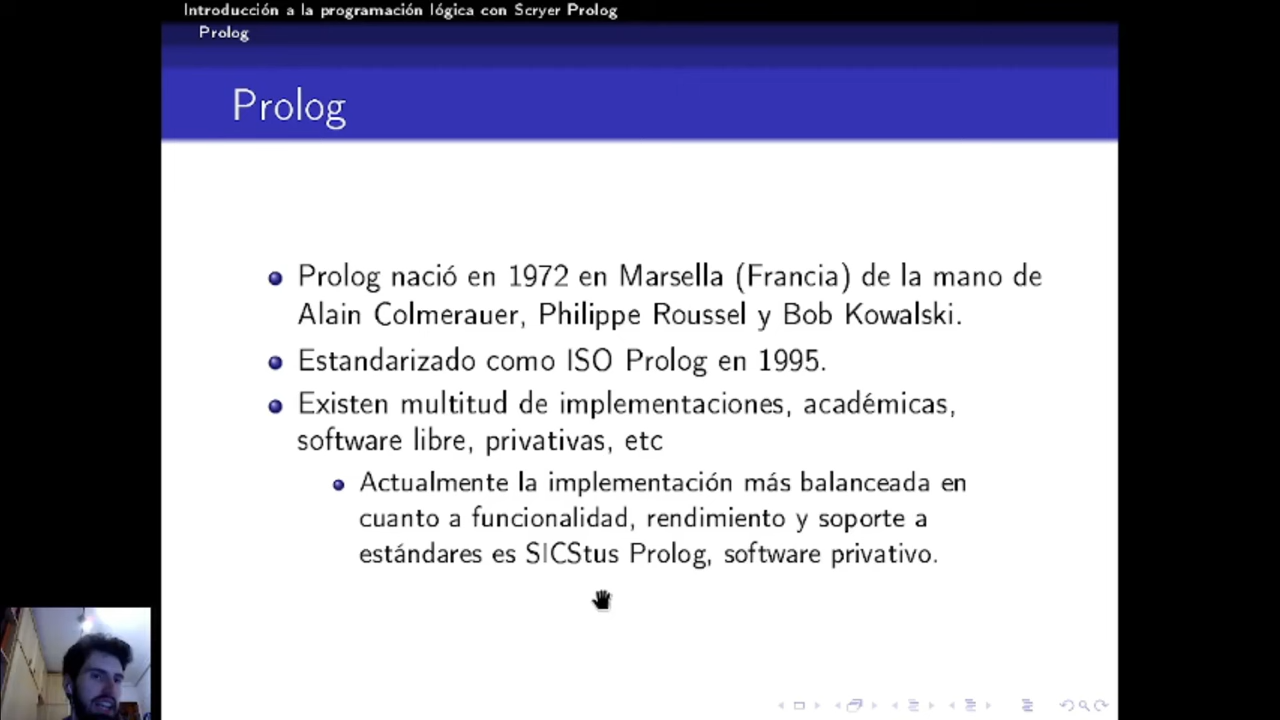 Introducción a la programación lógica con Scryer Prolog
Prolog
Prolog
Prolog nació en 1972 en Marsella (Francia) de la mano de
Alain Colmerauer, Philippe Roussel y Bob Kowalski.
Estandarizado como ISO Prolog en 1995.
Existen multitud de implementaciones, académicas,
software libre, privativas, etc
Actualmente la implementación más balanceada en
cuanto a funcionalidad, rendimiento y soporte a
estándares es SICStus Prolog, software privativo.